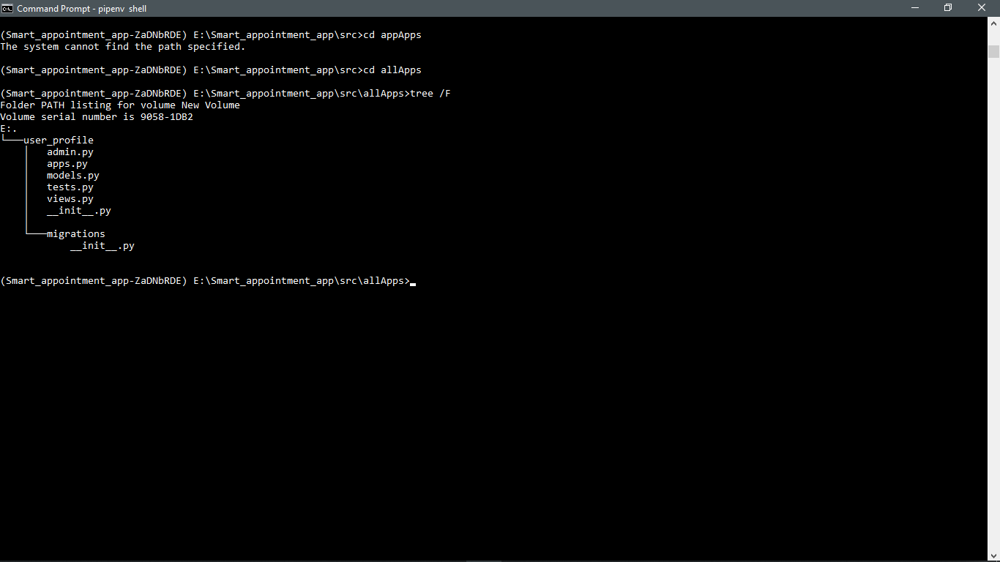 Command Prompt - pipenv shell
(Smart_appointment_app-ZaDNbRDE) E:\Smart_appointment_app\src>cd appApps
The system cannot find the path specified.
(Smart_appointment_app-ZaDNbRDE) E:\Smart_appointment_app\src>cd allApps
(Smart_appointment_app-ZaDNbRDE) E:\Smart_appointment_app\src\allApps>tree /F
Folder PATH listing for volume New Volume
Volume serial number is 9058-1DB2
E:.
└───user_profile
    │   admin.py
    │   apps.py
    │   models.py
    │   tests.py
    │   views.py
    │   __init__.py
    │
    └───migrations
            __init__.py
(Smart_appointment_app-ZaDNbRDE) E:\Smart_appointment_app\src\allApps>